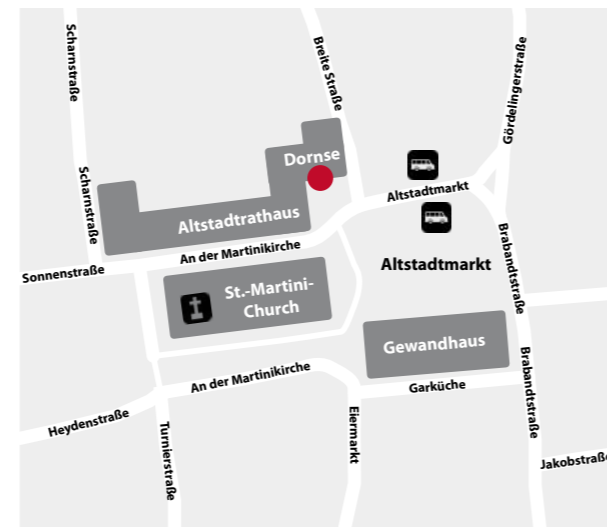 Scharnstraße
Breite Straße
Gördelingerstraße
Dornse
Scharnstraße
Altstadtmarkt
Altstadtrathaus
An der Martinikirche
Sonnenstraße
Altstadtmarkt
Brabandtstraße
St.-Martini-
Church
Gewandhaus
An der Martinikirche
Garküche
Brabandtstraße
Heydenstraße
Turnierstraße
Eiermarkt
Jakobstraße